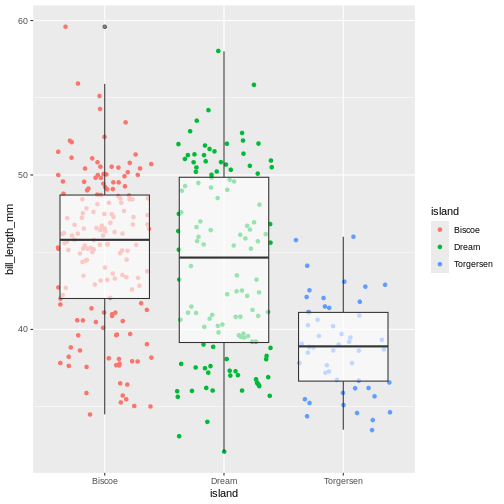 60
50
40
bill_length_mm
Biscoe
Dream
Torgersen
island
island
Biscoe
Dream
Torgersen